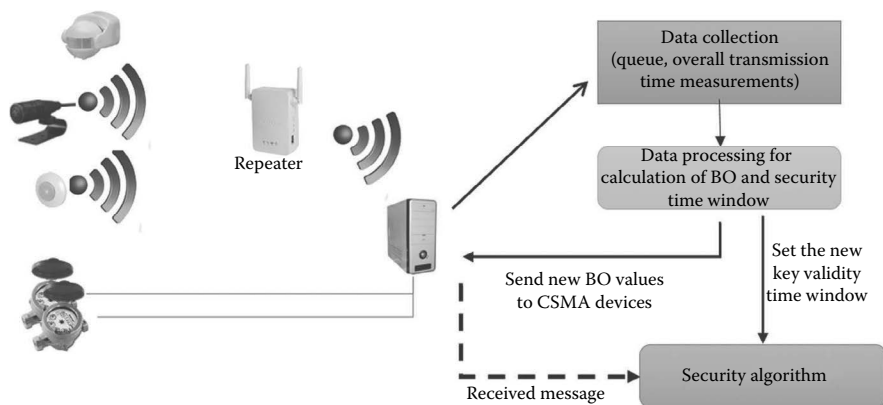 Data collection
(queue, overall transmission
time measurements)
Repeater
Data processing for
calculation of BO and security
time window
Send new BO values
to CSMA devices
Set the new
key validity
time window
Received message
Security algorithm